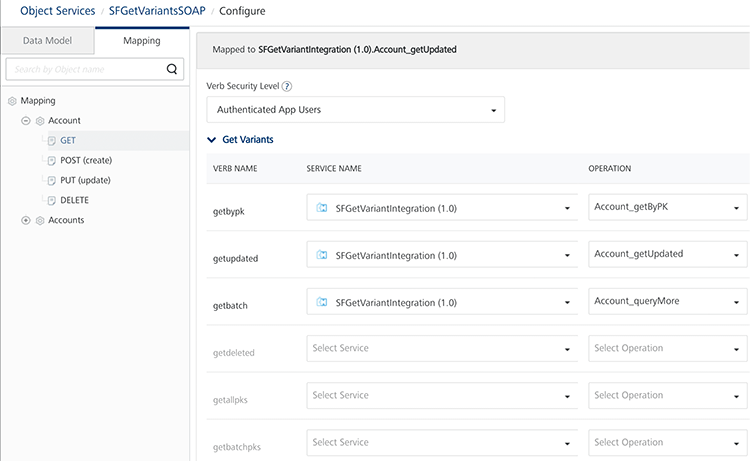 Object Services / SFGetVariantsSOAP / Configure
Data Model Mapping
Search by Object name
Mapping
Account
GET
POST (create)
PUT (update)
DELETE
Accounts
Mapped to SFGetVariantIntegration (1.0).Account_getUpdated
Verb Security Level ?
Authenticated App Users
Get Variants
VERB NAME SERVICE NAME OPERATION
getbypk SFGetVariantIntegration (1.0) Account_getByPK
getupdated SFGetVariantIntegration (1.0) Account_getUpdated
getbatch SFGetVariantIntegration (1.0) Account_queryMore
getdeleted Select Service Select Operation
getallpks Select Service Select Operation
getbatchpks Select Service Select Operation